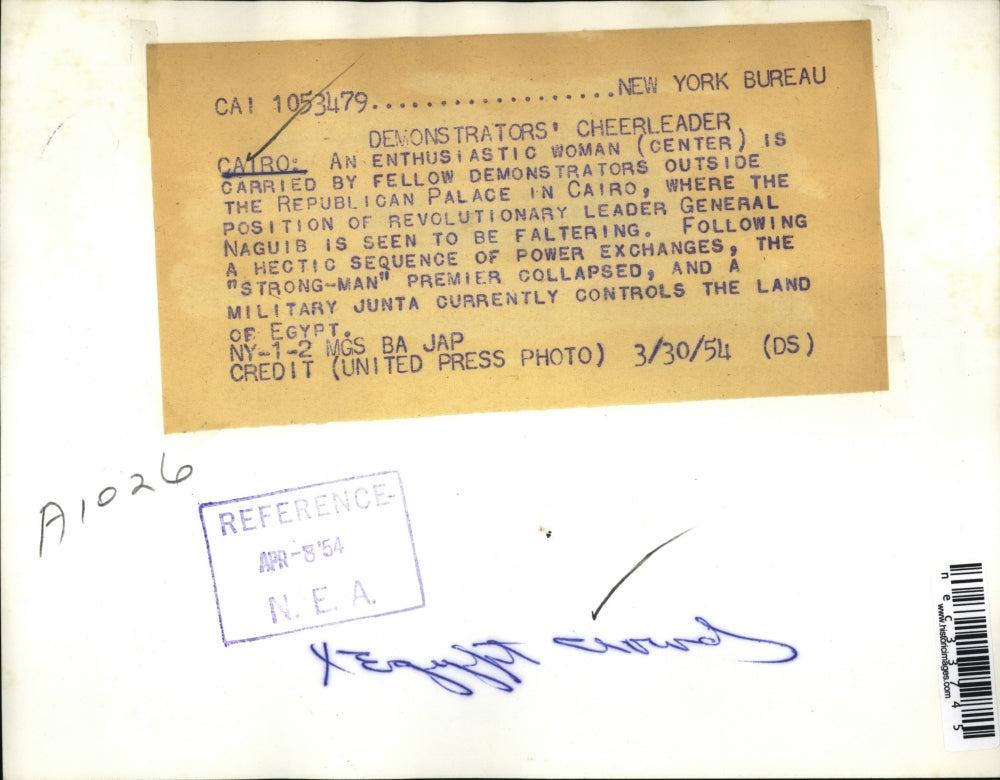 CAI 1053479.....................NEW YORK BUREAU
DEMONSTRATORS' CHEERLEADER
CAIRO: AN ENTHUSIASTIC WOMAN (CENTER) IS
CARRIED BY FELLOW DEMONSTRATORS OUTSIDE
THE REPUBLICAN PALACE IN CAIRO, WHERE THE
POSITION OF REVOLUTIONARY LEADER GENERAL
NAGUIB IS SEEN TO BE FALTERING. FOLLOWING
A HECTIC SEQUENCE OF POWER EXCHANGES, THE
"STRONG-MAN" PREMIER COLLAPSED, AND A
MILITARY JUNTA CURRENTLY CONTROLS THE LAND
OF EGYPT.
NY-1-2 MGS BA JAP
CREDIT (UNITED PRESS PHOTO) 3/30/54 (DS)
A1026
REFERENCE
APR-8'54
N. E. A.
X Egypt crowd
www.historicimages.com